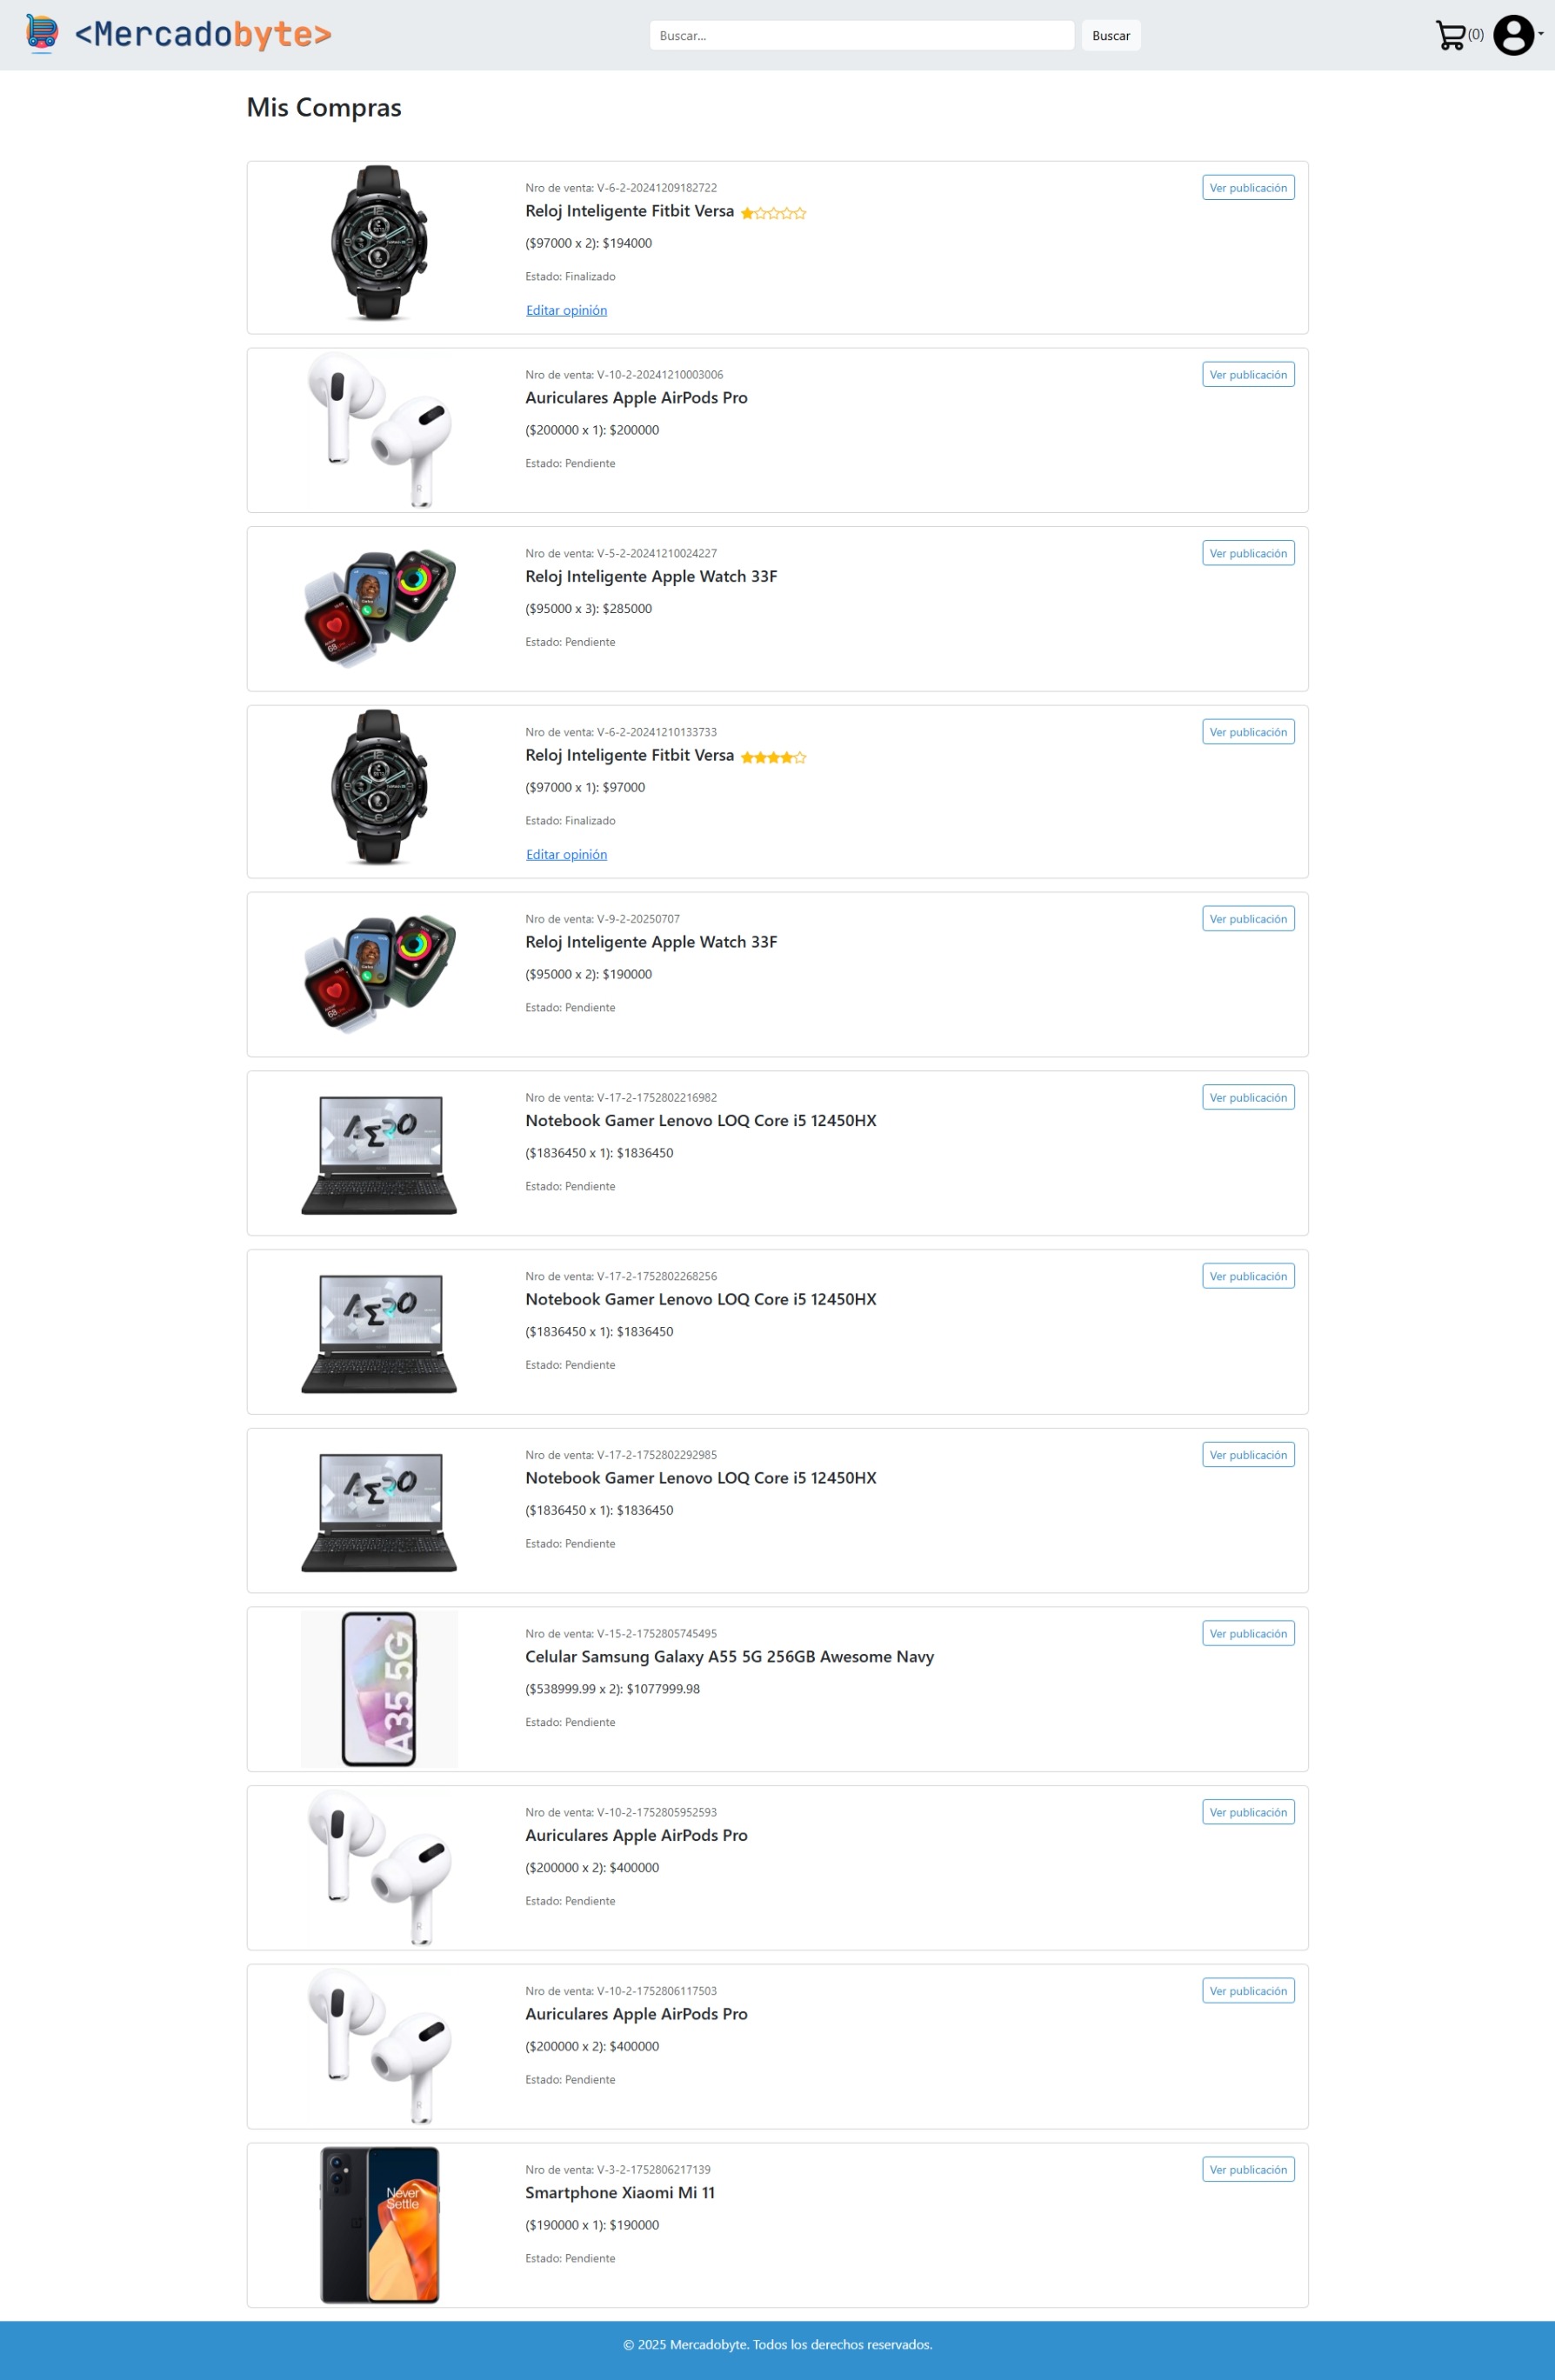 <Mercadobyte>
Buscar...
Buscar
(0)
Mis Compras
Nro de venta: V-6-2-20241209182722
Ver publicación
Reloj Inteligente Fitbit Versa
($97000 x 2): $194000
Estado: Finalizado
Editar opinión
Nro de venta: V-10-2-20241210003006
Ver publicación
Auriculares Apple AirPods Pro
($200000 x 1): $200000
Estado: Pendiente
R
Nro de venta: V-5-2-20241210024227
Ver publicación
Reloj Inteligente Apple Watch 33F
($95000 x 3): $285000
Estado: Pendiente
68
Nro de venta: V-6-2-20241210133733
Ver publicación
Reloj Inteligente Fitbit Versa
($97000 x 1): $97000
Estado: Finalizado
Editar opinión
Nro de venta: V-9-2-20250707
Ver publicación
Reloj Inteligente Apple Watch 33F
($95000 x 2): $190000
Estado: Pendiente
68
Nro de venta: V-17-2-1752802216982
Ver publicación
Notebook Gamer Lenovo LOQ Core i5 12450HX
($1836450 x 1): $1836450
Estado: Pendiente
Nro de venta: V-17-2-1752802268256
Ver publicación
Notebook Gamer Lenovo LOQ Core i5 12450HX
($1836450 x 1): $1836450
Estado: Pendiente
Nro de venta: V-17-2-1752802292985
Ver publicación
Notebook Gamer Lenovo LOQ Core i5 12450HX
($1836450 x 1): $1836450
Estado: Pendiente
Nro de venta: V-15-2-1752805745495
Ver publicación
Celular Samsung Galaxy A55 5G 256GB Awesome Navy
($538999.99 x 2): $1077999.98
Estado: Pendiente
A35 5G
Nro de venta: V-10-2-1752805952593
Ver publicación
Auriculares Apple AirPods Pro
($200000 x 2): $400000
Estado: Pendiente
R
Nro de venta: V-10-2-1752806117503
Ver publicación
Auriculares Apple AirPods Pro
($200000 x 2): $400000
Estado: Pendiente
R
Nro de venta: V-3-2-1752806217139
Ver publicación
Smartphone Xiaomi Mi 11
($190000 x 1): $190000
Estado: Pendiente
Never
Settle
© 2025 Mercadobyte. Todos los derechos reservados.